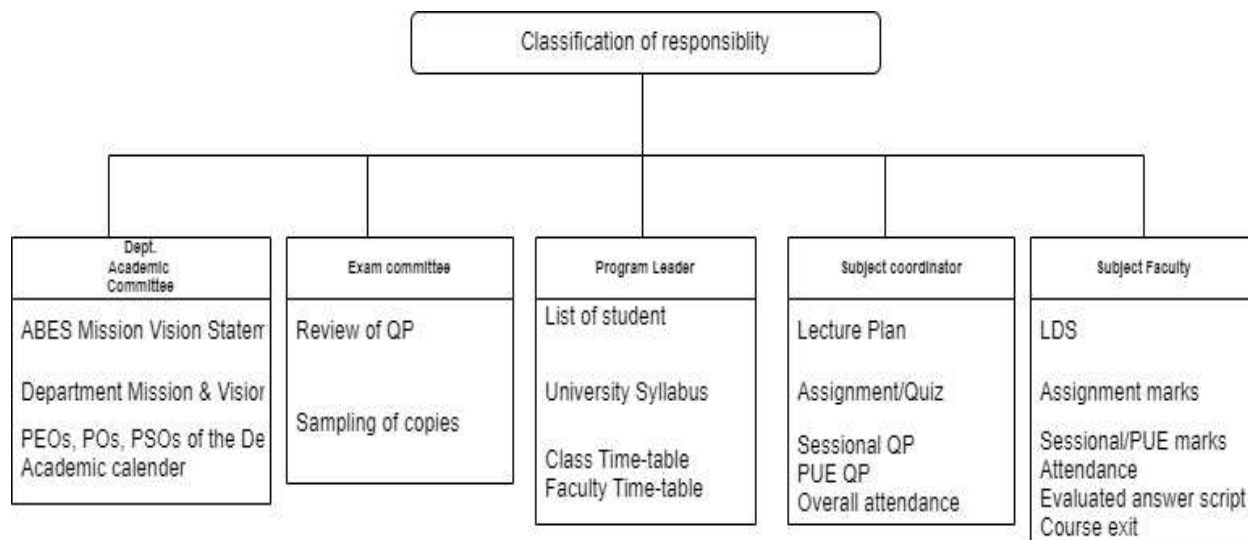 Classification of responsiblity
Dept.
Academic
Committee
ABES Mission Vision Statem
Department Mission & Vision
PEOs, POs, PSOs of the De
Academic calender
Exam committee
Review of QP
Sampling of copies
Program Leader
List of student
University Syllabus
Class Time-table
Faculty Time-table
Subject coordinator
Lecture Plan
Assignment/Quiz
Sessional QP
PUE QP
Overall attendance
Subject Faculty
LDS
Assignment marks
Sessional/PUE marks
Attendance
Evaluated answer script
Course exit